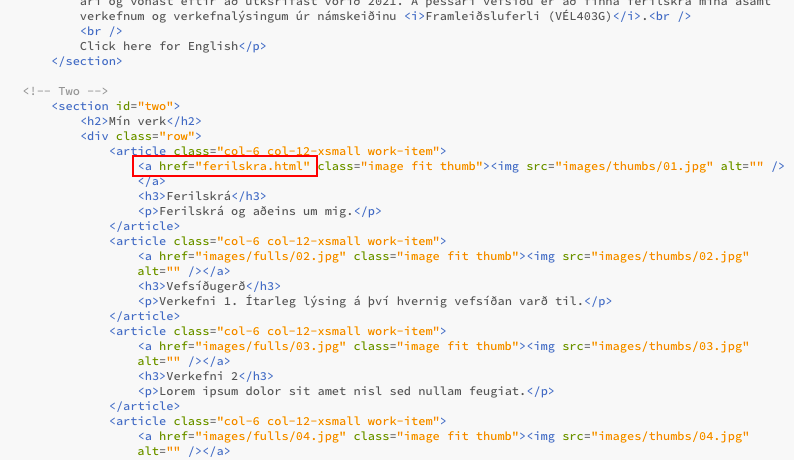 ári og vonast eftir að útskrifast vorið 2021. Á þessari vefsíðu er að finna ferilskrá mína ásamt
verkefnum og verkefnalýsingum úr námskeiðinu <i>Framleiðsluferli (VÉL403G)</i>.<br />
<br />
Click here for English</p>
</section>
<!-- Two -->
<section id="two">
<h2>Mín verk</h2>
<div class="row">
<article class="col-6 col-12-xsmall work-item">
<a href="ferilskra.html" class="image fit thumb"><img src="images/thumbs/01.jpg" alt="" />
</a>
<h3>Ferilskrá</h3>
<p>Ferilskrá og aðeins um mig.</p>
</article>
<article class="col-6 col-12-xsmall work-item">
<a href="images/fulls/02.jpg" class="image fit thumb"><img src="images/thumbs/02.jpg"
alt="" /></a>
<h3>Vefsíðugerð</h3>
<p>Verkefni 1. Ítarleg lýsing á því hvernig vefsíðan varð til.</p>
</article>
<article class="col-6 col-12-xsmall work-item">
<a href="images/fulls/03.jpg" class="image fit thumb"><img src="images/thumbs/03.jpg"
alt="" /></a>
<h3>Verkefni 2</h3>
<p>Lorem ipsum dolor sit amet nisl sed nullam feugiat.</p>
</article>
<article class="col-6 col-12-xsmall work-item">
<a href="images/fulls/04.jpg" class="image fit thumb"><img src="images/thumbs/04.jpg"
alt="" /></a>